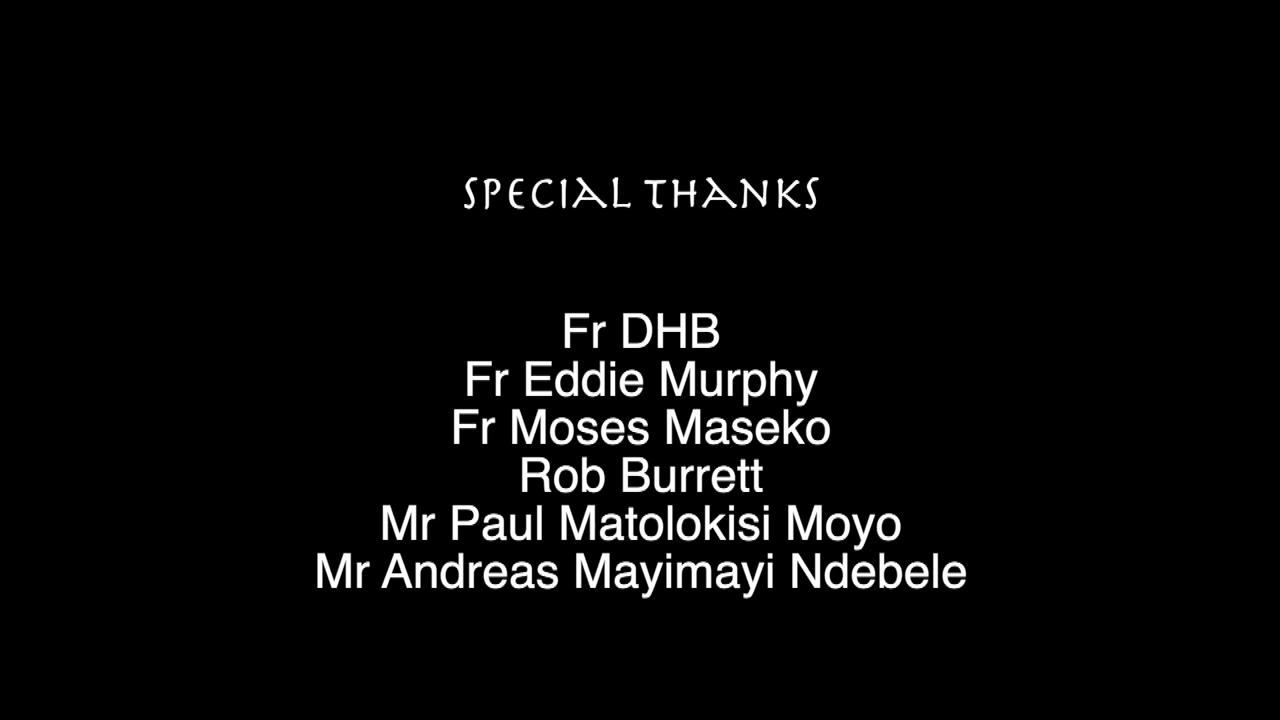 SPECIAL THANKS
Fr DHB
Fr Eddie Murphy
Fr Moses Maseko
Rob Burrett
Mr Paul Matolokisi Moyo
Mr Andreas Mayimayi Ndebele